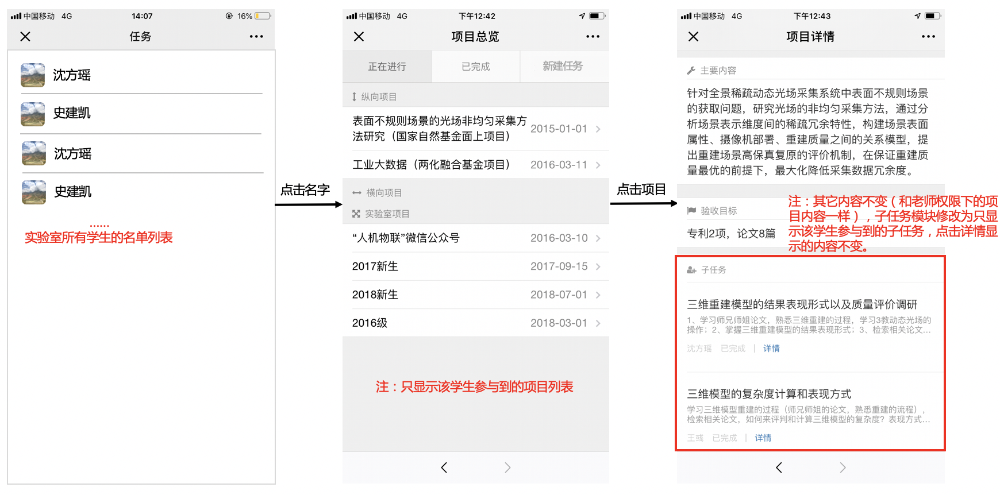 中国移动 4G
14:07
16%
任务
沈方瑶
史建凯
沈方瑶
史建凯
……
实验室所有学生的名单列表
点击名字
中国移动 4G
下午12:42
项目总览
正在进行
已完成
新建任务
纵向项目
表面不规则场景的光场非均匀采集方
法研究（国家自然基金面上项目）
2015-01-01
工业大数据（两化融合基金项目）
2016-03-11
横向项目
实验室项目
“人机物联”微信公众号
2016-03-10
2017新生
2017-09-15
2018新生
2018-07-01
2016级
2018-03-01
注：只显示该学生参与到的项目列表
点击项目
中国移动 4G
下午12:43
项目详情
主要内容
针对全景稀疏动态光场采集系统中表面不规则场景
的获取问题，研究光场的非均匀采集方法，通过分
析场景表示维度间的稀疏冗余特性，构建场景表面
属性、摄像机部署、重建质量之间的关系模型，提
出重建场景高保真复原的评价机制，在保证重建质
量最优的前提下，最大化降低采集数据冗余度。
注：其它内容不变（和老师权限下的项
目内容一样），子任务模块修改为只显
示该学生参与到的子任务，点击详情显
示的内容不变。
验收目标
专利2项，论文8篇
子任务
三维重建模型的结果表现形式以及质量评价调研
1、学习师兄师姐论文，熟悉三维重建的过程，学习3教动态光场的
操作；2、掌握三维重建模型的结果表现形式；3、检索相关论文...
沈方瑶 已完成 | 详情
三维模型的复杂度计算和表现方式
学习三维模型重建的过程（师兄师姐的论文，熟悉重建的流程），
检索相关论文，如何来评判和计算三维模型的复杂度？表现方式...
王彧 已完成 | 详情